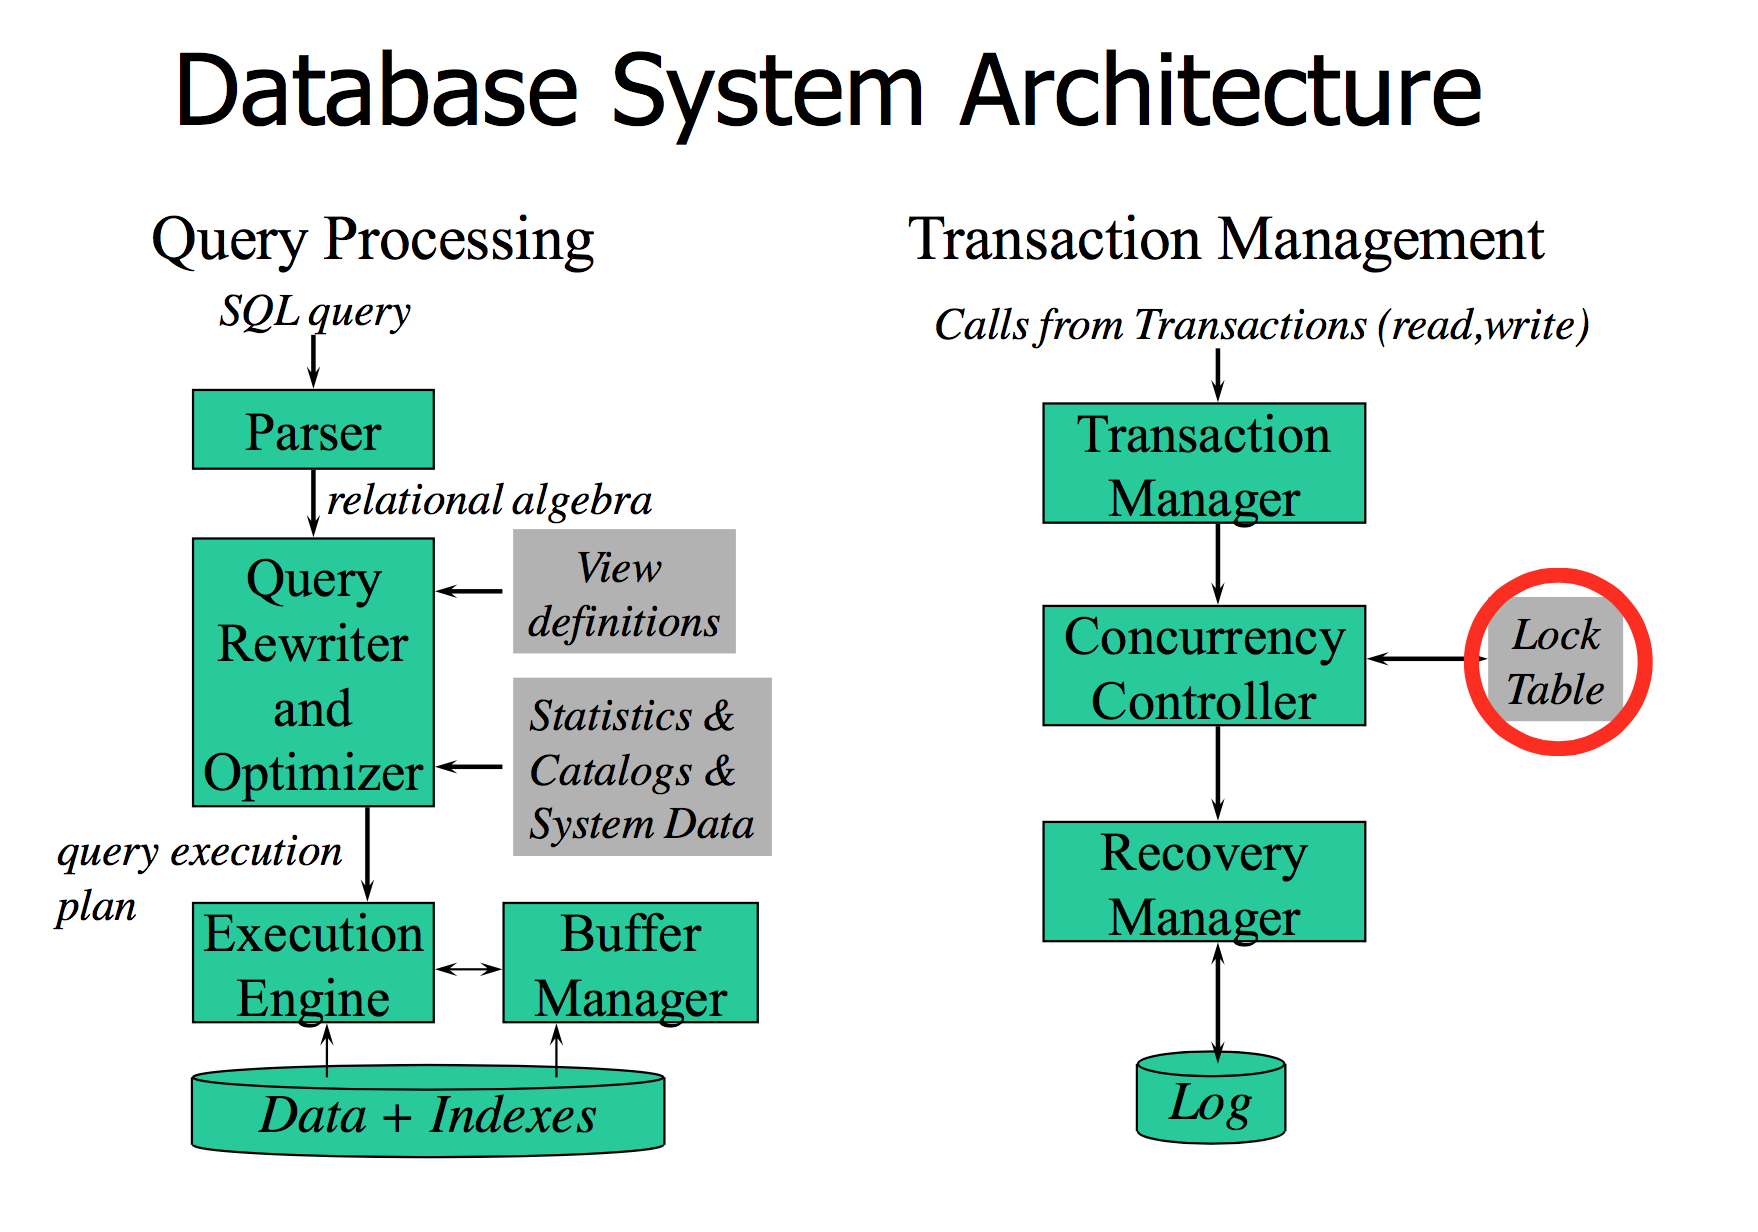 Database System Architecture
Query Processing
SQL query
Parser
relational algebra
Query
Rewriter
and
Optimizer
View
definitions
Statistics &
Catalogs &
System Data
query execution
plan
Execution
Engine
Buffer
Manager
Data + Indexes
Transaction Management
Calls from Transactions (read,write)
Transaction
Manager
Concurrency
Controller
Lock
Table
Recovery
Manager
Log